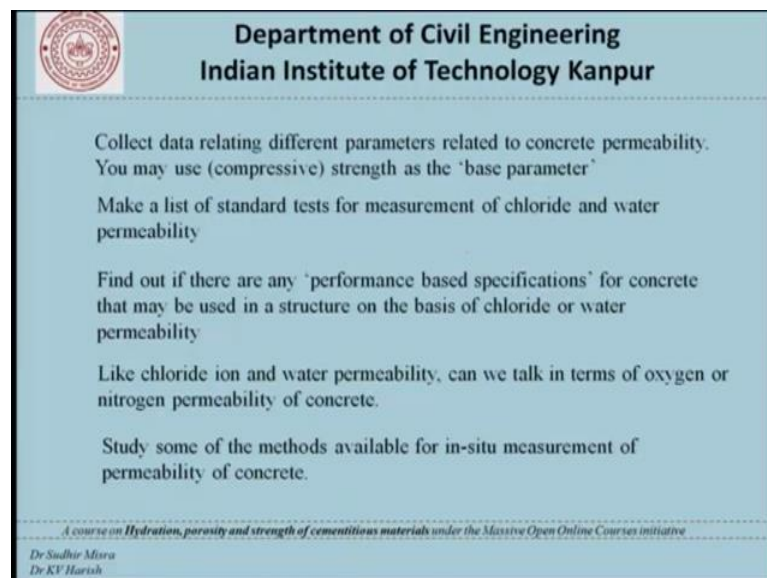 Department of Civil Engineering
Indian Institute of Technology Kanpur
Collect data relating different parameters related to concrete permeability.
You may use (compressive) strength as the 'base parameter'
Make a list of standard tests for measurement of chloride and water
permeability
Find out if there are any 'performance based specifications' for concrete
that may be used in a structure on the basis of chloride or water
permeability
Like chloride ion and water permeability, can we talk in terms of oxygen or
nitrogen permeability of concrete.
Study some of the methods available for in-situ measurement of
permeability of concrete.
A course on Hydration, porosity and strength of cementitious materials under the Massive Open Online Courses initiative
Dr Sudhir Misra
Dr KV Harish